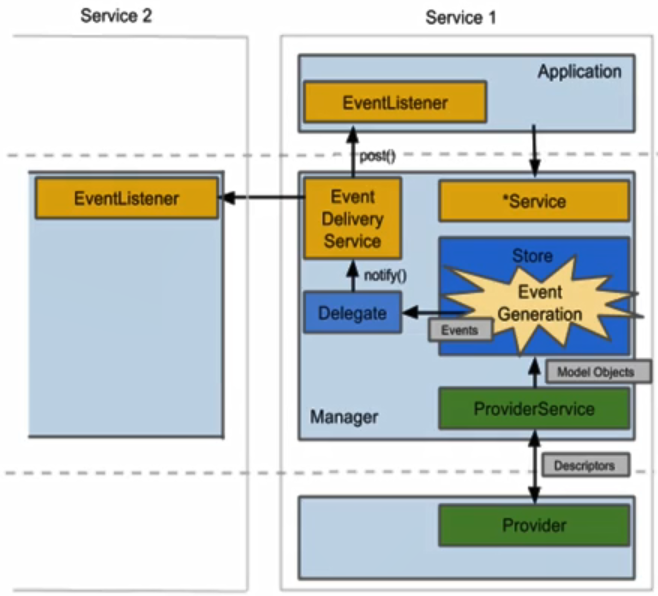 Service 2
Service 1
Application
EventListener
post()
EventListener
Event
Delivery
Service
*Service
Store
notify()
Event
Generation
Delegate
Events
Model Objects
Manager
ProviderService
Descriptors
Provider